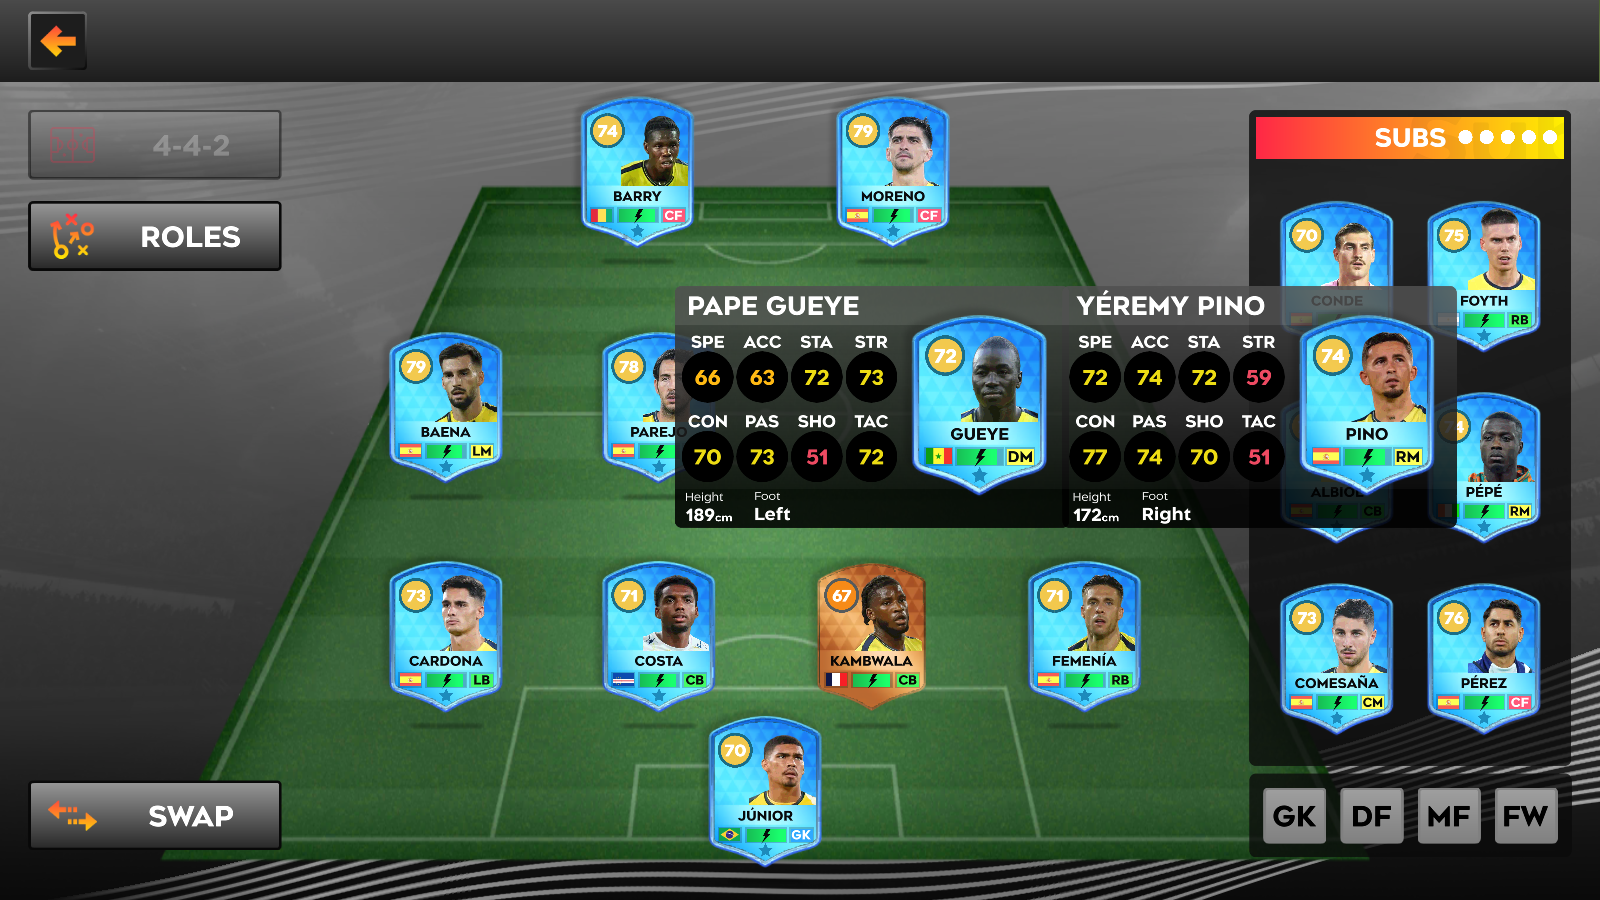 4-4-2
ROLES
SWAP
74
BARRY
CF
79
MORENO
CF
SUBS
70
CONDE
75
FOYTH
RB
79
BAENA
LM
78
PAREJO
PAPE GUEYE
SPE ACC STA STR
66 63 72 73
CON PAS SHO TAC
70 73 51 72
Height Foot
189cm Left
72
GUEYE
DM
YÉREMY PINO
SPE ACC STA STR
72 74 72 59
CON PAS SHO TAC
77 74 70 51
Height Foot
172cm Right
74
PINO
RM
ALBIOL
CB
PÉPÉ
RM
73
CARDONA
LB
71
COSTA
CB
67
KAMBWALA
CB
71
FEMENÍA
RB
73
COMESAÑA
CM
76
PÉREZ
CF
70
JÚNIOR
GK
GK DF MF FW